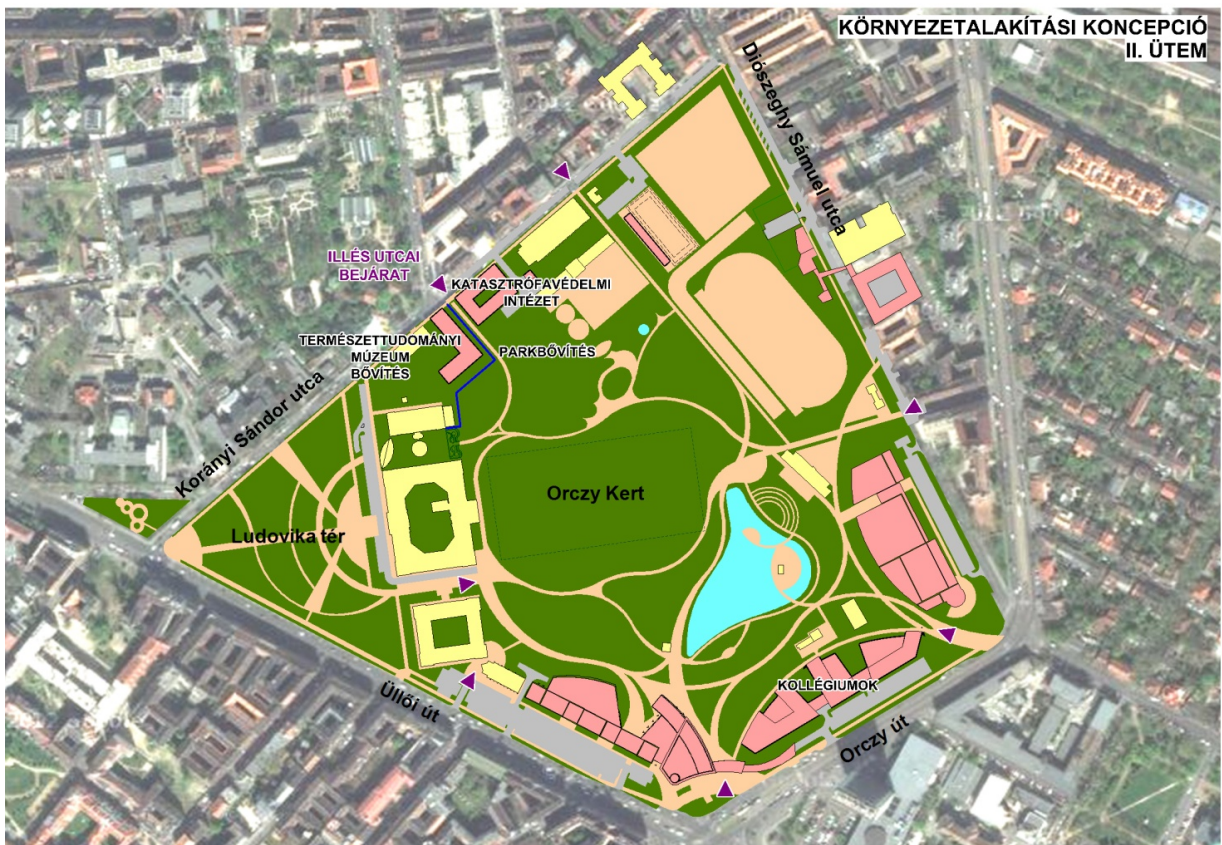 KÖRNYEZETALAKÍTÁSI KONCEPCIÓ
II. ÜTEM
Diószeghy Sámuel utca
ILLÉS UTCAI
BEJÁRAT
KATASZTRÓFAVÉDELMI
INTÉZET
TERMÉSZETTUDOMÁNYI
MÚZEUM
BŐVÍTÉS
PARKBŐVÍTÉS
Korányi Sándor utca
Orczy Kert
Ludovika tér
KOLLÉGIUMOK
Üllői út
Orczy út